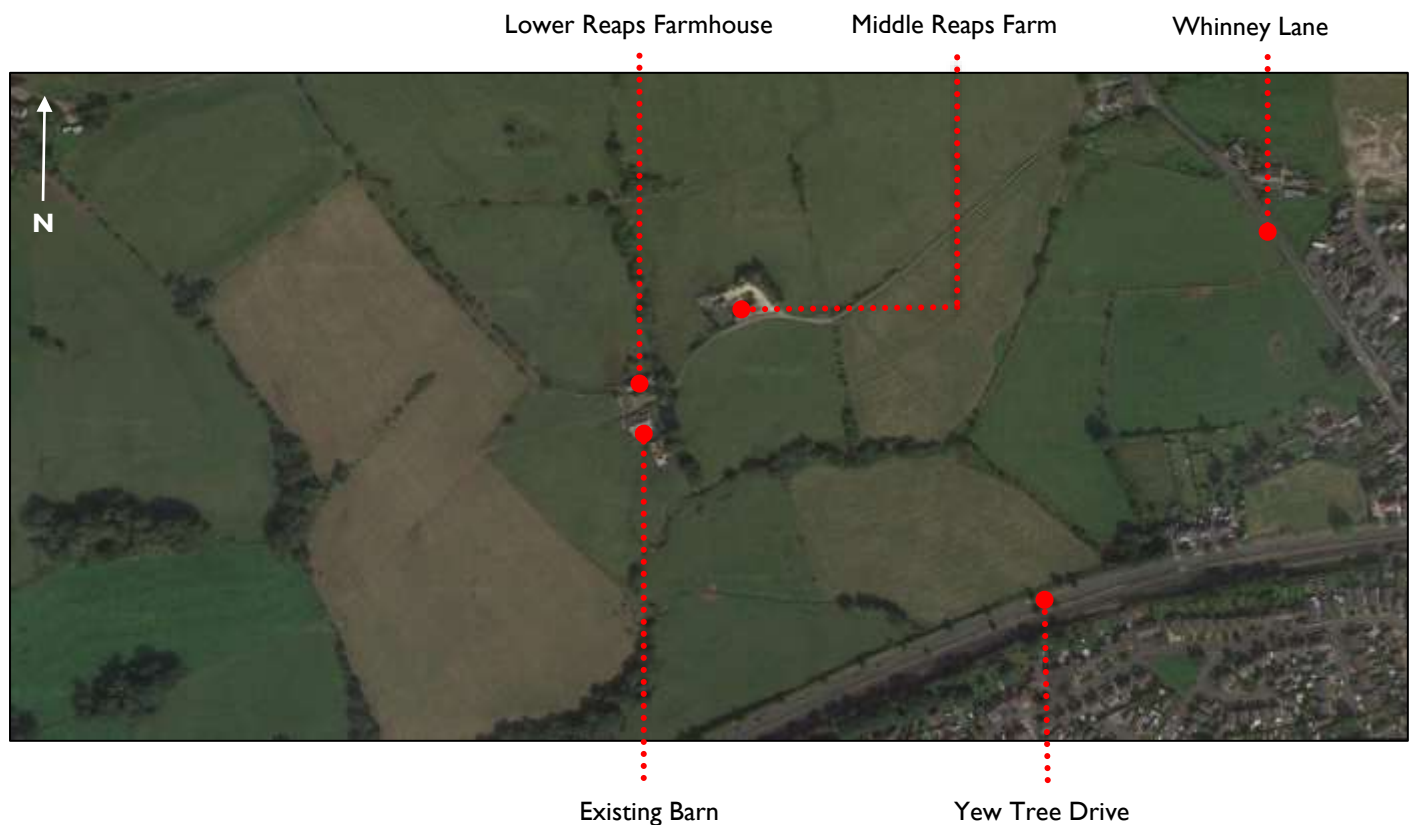 Lower Reaps Farmhouse
Middle Reaps Farm
Whinney Lane
N
Existing Barn
Yew Tree Drive